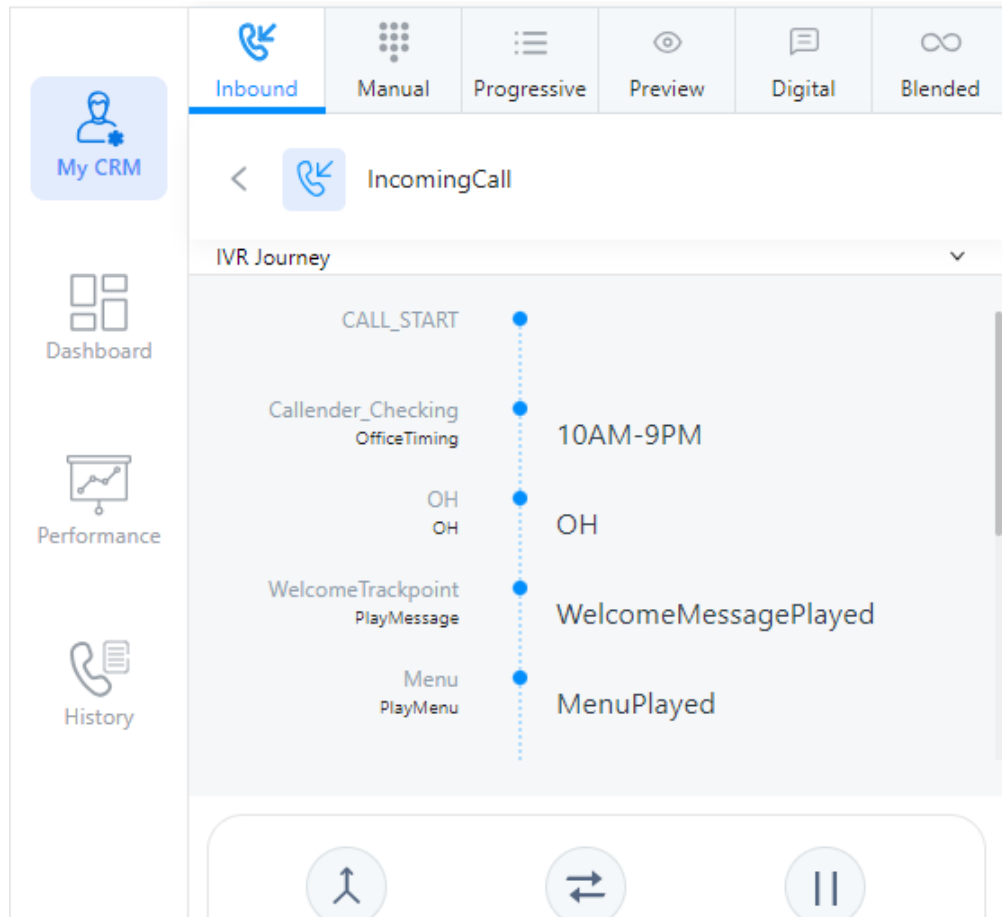 Inbound
Manual
Progressive
Preview
Digital
Blended
My CRM
IncomingCall
IVR Journey
CALL_START
Dashboard
Callender_Checking
OfficeTiming
10AM-9PM
OH
OH
OH
Performance
WelcomeTrackpoint
PlayMessage
WelcomeMessagePlayed
Menu
PlayMenu
MenuPlayed
History